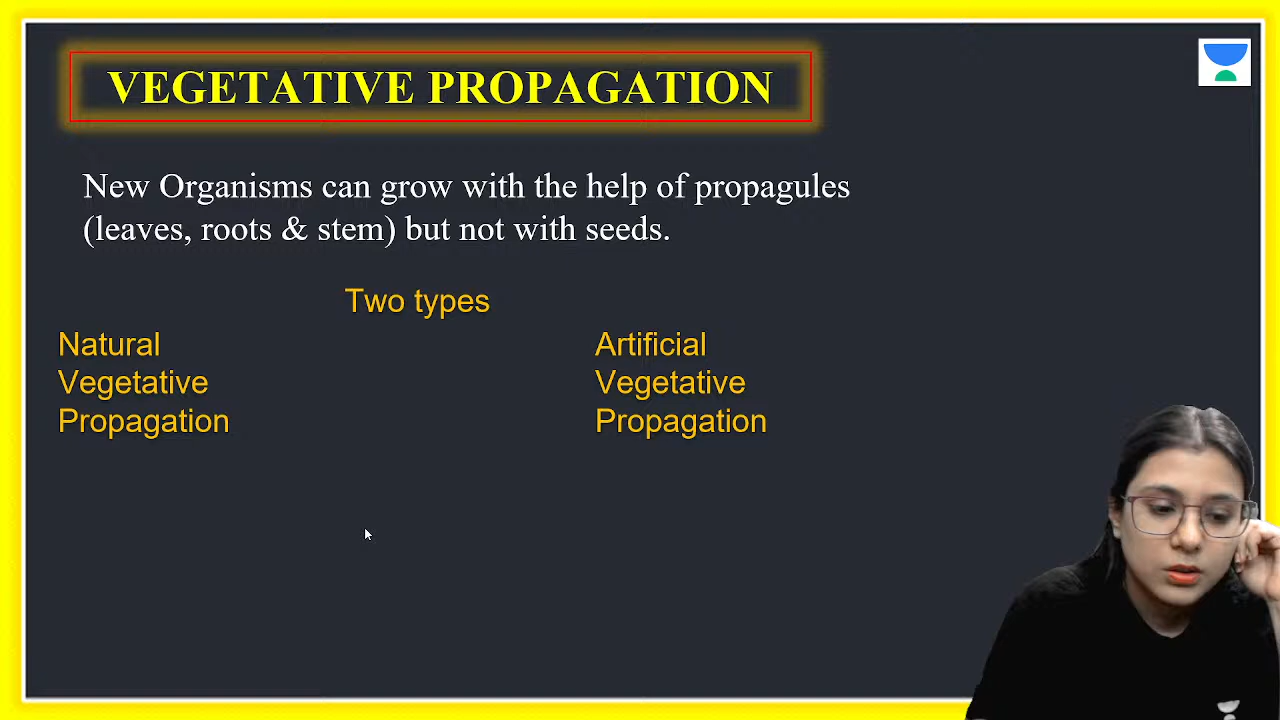 VEGETATIVE PROPAGATION
New Organisms can grow with the help of propagules
(leaves, roots & stem) but not with seeds.
Two types
Natural
Vegetative
Propagation
Artificial
Vegetative
Propagation